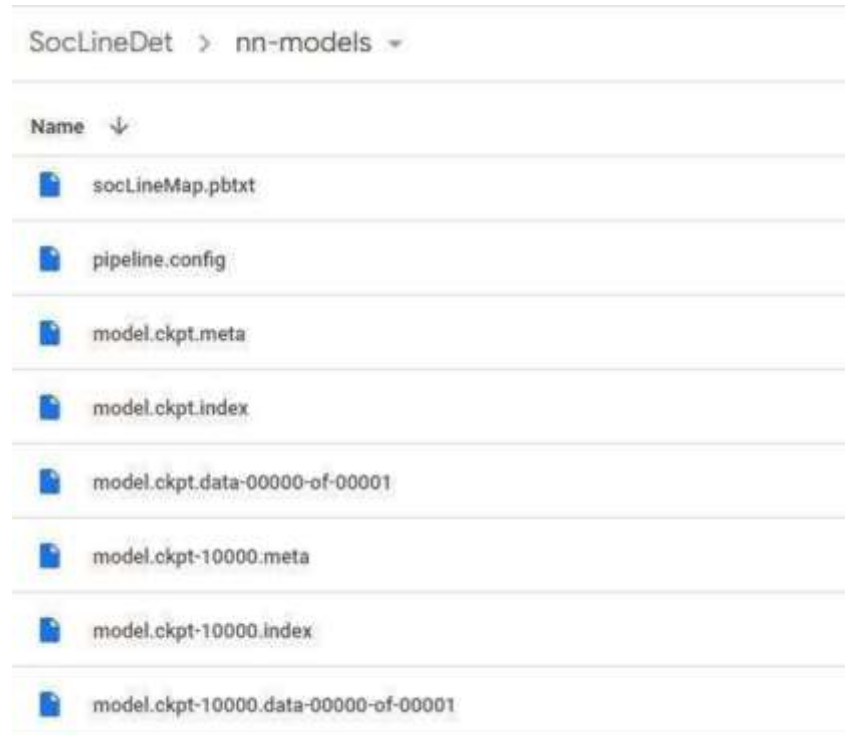 SocLineDet > nn-models
Name
socLineMap.pbtxt
pipeline.config
model.ckpt.meta
model.ckpt.index
model.ckpt.data-00000-of-00001
model.ckpt-10000.meta
model.ckpt-10000.index
model.ckpt-10000.data-00000-of-00001